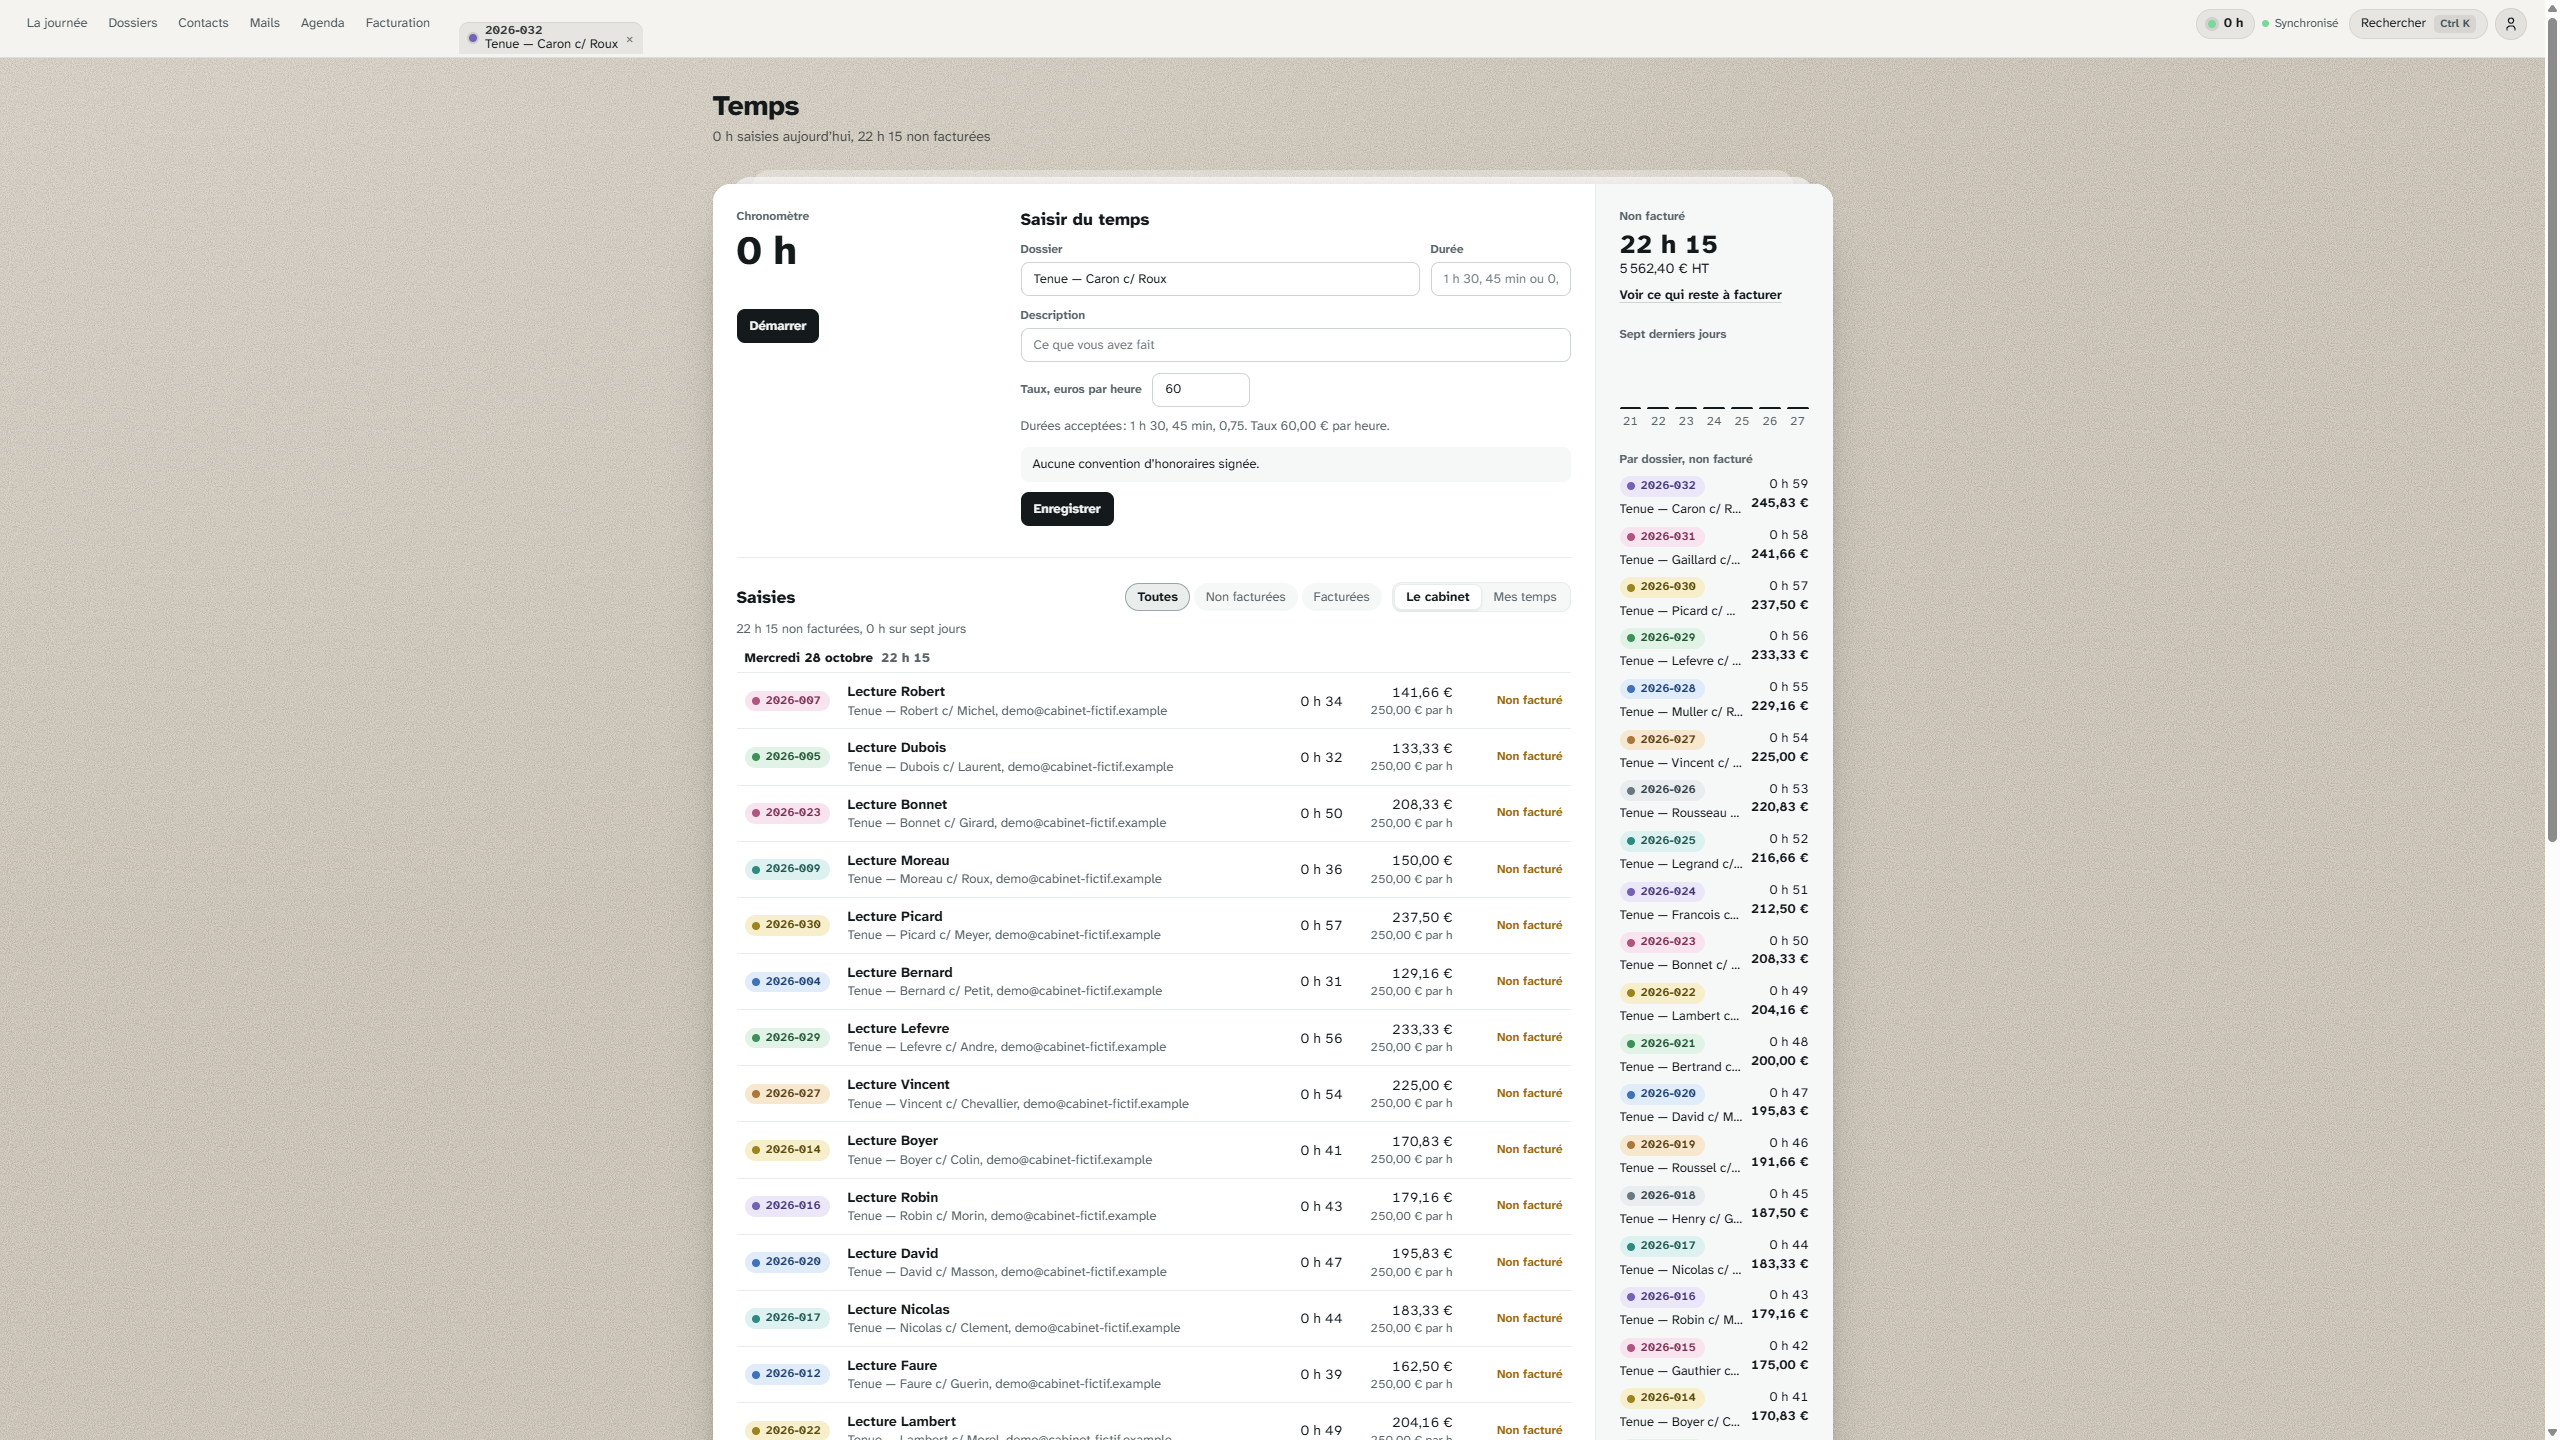 La journée
Dossiers
Contacts
Mails
Agenda
Facturation
2026-032
Tenue — Caron c/ Roux ×
0 h
Synchronisé
Rechercher Ctrl K
Temps
0 h saisies aujourd'hui, 22 h 15 non facturées
Chronomètre
0 h
Démarrer
Saisir du temps
Dossier
Durée
Tenue — Caron c/ Roux
1 h 30, 45 min ou 0,
Description
Ce que vous avez fait
Taux, euros par heure
60
Durées acceptées : 1 h 30, 45 min, 0,75. Taux 60,00 € par heure.
Aucune convention d'honoraires signée.
Enregistrer
Saisies
Toutes
Non facturées
Facturées
Le cabinet
Mes temps
22 h 15 non facturées, 0 h sur sept jours
Mercredi 28 octobre 22 h 15
2026-007
Lecture Robert
Tenue — Robert c/ Michel, demo@cabinet-fictif.example
0 h 34
141,66 €
250,00 € par h
Non facturé
2026-005
Lecture Dubois
Tenue — Dubois c/ Laurent, demo@cabinet-fictif.example
0 h 32
133,33 €
250,00 € par h
Non facturé
2026-023
Lecture Bonnet
Tenue — Bonnet c/ Girard, demo@cabinet-fictif.example
0 h 50
208,33 €
250,00 € par h
Non facturé
2026-009
Lecture Moreau
Tenue — Moreau c/ Roux, demo@cabinet-fictif.example
0 h 36
150,00 €
250,00 € par h
Non facturé
2026-030
Lecture Picard
Tenue — Picard c/ Meyer, demo@cabinet-fictif.example
0 h 57
237,50 €
250,00 € par h
Non facturé
2026-004
Lecture Bernard
Tenue — Bernard c/ Petit, demo@cabinet-fictif.example
0 h 31
129,16 €
250,00 € par h
Non facturé
2026-029
Lecture Lefevre
Tenue — Lefevre c/ Andre, demo@cabinet-fictif.example
0 h 56
233,33 €
250,00 € par h
Non facturé
2026-027
Lecture Vincent
Tenue — Vincent c/ Chevallier, demo@cabinet-fictif.example
0 h 54
225,00 €
250,00 € par h
Non facturé
2026-014
Lecture Boyer
Tenue — Boyer c/ Colin, demo@cabinet-fictif.example
0 h 41
170,83 €
250,00 € par h
Non facturé
2026-016
Lecture Robin
Tenue — Robin c/ Morin, demo@cabinet-fictif.example
0 h 43
179,16 €
250,00 € par h
Non facturé
2026-020
Lecture David
Tenue — David c/ Masson, demo@cabinet-fictif.example
0 h 47
195,83 €
250,00 € par h
Non facturé
2026-017
Lecture Nicolas
Tenue — Nicolas c/ Clement, demo@cabinet-fictif.example
0 h 44
183,33 €
250,00 € par h
Non facturé
2026-012
Lecture Faure
Tenue — Faure c/ Guerin, demo@cabinet-fictif.example
0 h 39
162,50 €
250,00 € par h
Non facturé
2026-022
Lecture Lambert
Tenue — Lambert c/ Morel, demo@cabinet-fictif.example
0 h 49
204,16 €
250,00 € par h
Non facturé
Non facturé
22 h 15
5 562,40 € HT
Voir ce qui reste à facturer
Sept derniers jours
21 22 23 24 25 26 27
Par dossier, non facturé
2026-032
0 h 59
Tenue — Caron c/ R...
245,83 €
2026-031
0 h 58
Tenue — Gaillard c/...
241,66 €
2026-030
0 h 57
Tenue — Picard c/ ...
237,50 €
2026-029
0 h 56
Tenue — Lefevre c/ ...
233,33 €
2026-028
0 h 55
Tenue — Muller c/ R...
229,16 €
2026-027
0 h 54
Tenue — Vincent c/ ...
225,00 €
2026-026
0 h 53
Tenue — Rousseau ...
220,83 €
2026-025
0 h 52
Tenue — Legrand c/...
216,66 €
2026-024
0 h 51
Tenue — Francois c...
212,50 €
2026-023
0 h 50
Tenue — Bonnet c/ ...
208,33 €
2026-022
0 h 49
Tenue — Lambert c...
204,16 €
2026-021
0 h 48
Tenue — Bertrand c...
200,00 €
2026-020
0 h 47
Tenue — David c/ M...
195,83 €
2026-019
0 h 46
Tenue — Roussel c/...
191,66 €
2026-018
0 h 45
Tenue — Henry c/ G...
187,50 €
2026-017
0 h 44
Tenue — Nicolas c/ ...
183,33 €
2026-016
0 h 43
Tenue — Robin c/ M...
179,16 €
2026-015
0 h 42
Tenue — Gauthier c...
175,00 €
2026-014
0 h 41
Tenue — Boyer c/ C...
170,83 €